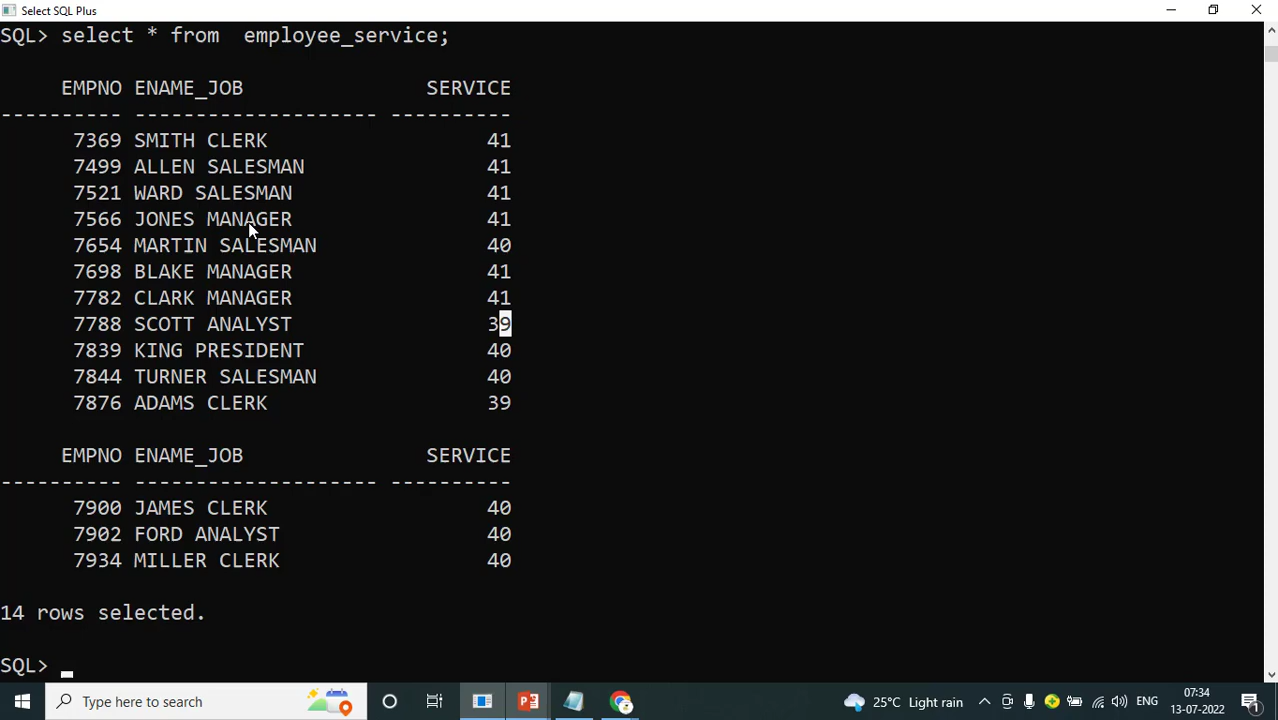 Select SQL Plus
SQL> select * from  employee_service;
     EMPNO ENAME_JOB               SERVICE
---------- -------------------- ----------
      7369 SMITH CLERK                  41
      7499 ALLEN SALESMAN               41
      7521 WARD SALESMAN                41
      7566 JONES MANAGER                41
      7654 MARTIN SALESMAN              40
      7698 BLAKE MANAGER                41
      7782 CLARK MANAGER                41
      7788 SCOTT ANALYST                39
      7839 KING PRESIDENT               40
      7844 TURNER SALESMAN              40
      7876 ADAMS CLERK                  39
     EMPNO ENAME_JOB               SERVICE
---------- -------------------- ----------
      7900 JAMES CLERK                  40
      7902 FORD ANALYST                 40
      7934 MILLER CLERK                 40
14 rows selected.
SQL>
Type here to search
25°C Light rain
ENG
07:34
13-07-2022
1